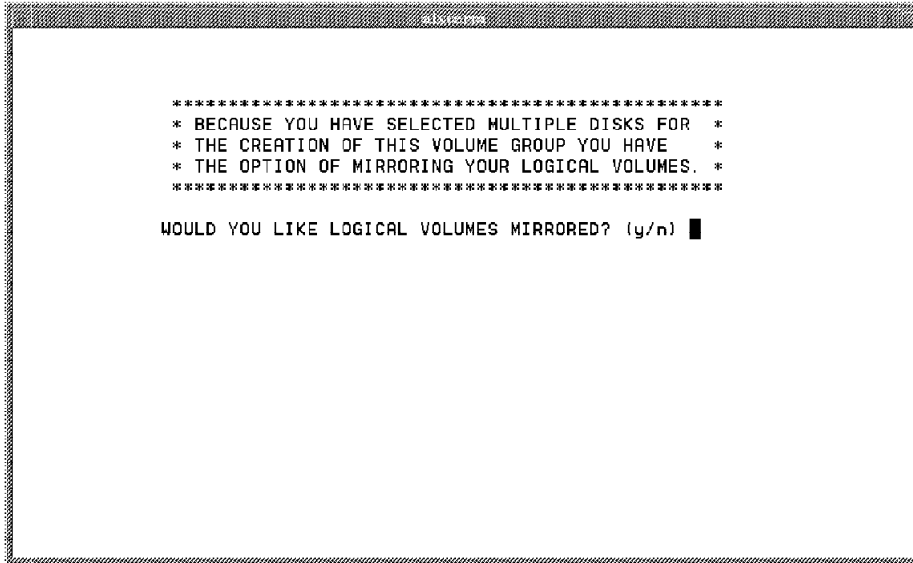 aixterm
*************************************************
* BECAUSE YOU HAVE SELECTED MULTIPLE DISKS FOR  *
* THE CREATION OF THIS VOLUME GROUP YOU HAVE    *
* THE OPTION OF MIRRORING YOUR LOGICAL VOLUMES. *
*************************************************
WOULD YOU LIKE LOGICAL VOLUMES MIRRORED? (y/n)